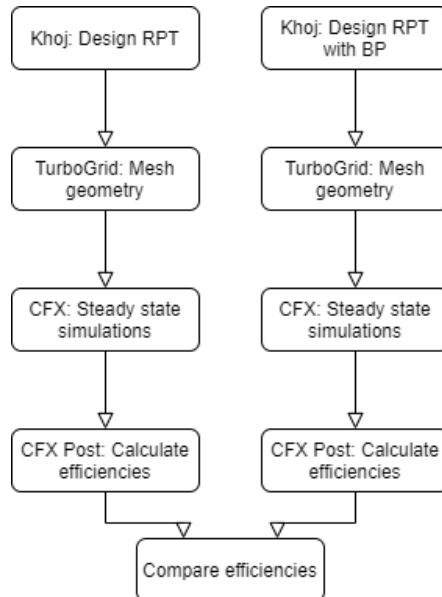 Khoj: Design RPT
Khoj: Design RPT
with BP
TurboGrid: Mesh
geometry
TurboGrid: Mesh
geometry
CFX: Steady state
simulations
CFX: Steady state
simulations
CFX Post: Calculate
efficiencies
CFX Post: Calculate
efficiencies
Compare efficiencies